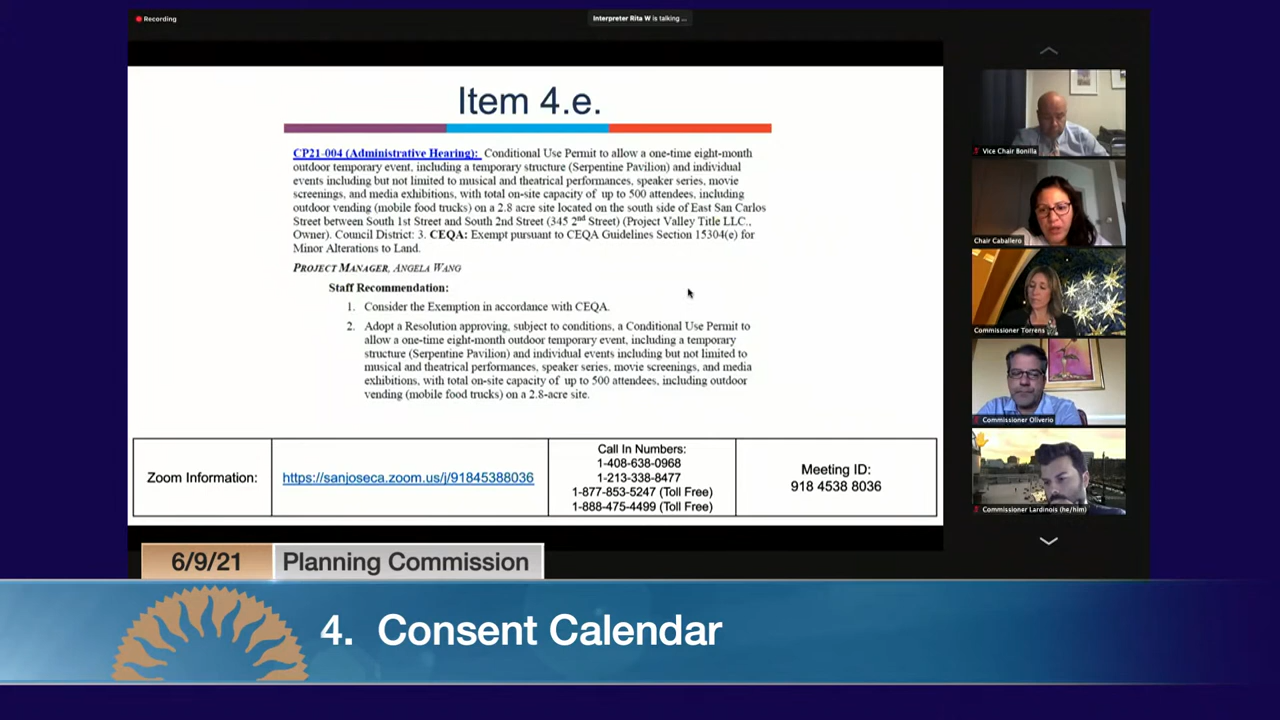 Recording
Interpreter Rita W is talking ...
Item 4.e.
CP21-004 (Administrative Hearing): Conditional Use Permit to allow a one-time eight-month
outdoor temporary event, including a temporary structure (Serpentine Pavilion) and individual
events including but not limited to musical and theatrical performances, speaker series, movie
screenings, and media exhibitions, with total on-site capacity of up to 500 attendees, including
outdoor vending (mobile food trucks) on a 2.8 acre site located on the south side of East San Carlos
Street between South 1st Street and South 2nd Street (345 2nd Street) (Project Valley Title LLC.,
Owner). Council District: 3. CEQA: Exempt pursuant to CEQA Guidelines Section 15304(e) for
Minor Alterations to Land.
PROJECT MANAGER, ANGELA WANG
Staff Recommendation:
1. Consider the Exemption in accordance with CEQA.
2. Adopt a Resolution approving, subject to conditions, a Conditional Use Permit to
allow a one-time eight-month outdoor temporary event, including a temporary
structure (Serpentine Pavilion) and individual events including but not limited to
musical and theatrical performances, speaker series, movie screenings, and media
exhibitions, with total on-site capacity of up to 500 attendees, including outdoor
vending (mobile food trucks) on a 2.8-acre site.
Zoom Information:
https://sanjoseca.zoom.us/j/91845388036
Call In Numbers:
1-408-638-0968
1-213-338-8477
1-877-853-5247 (Toll Free)
1-888-475-4499 (Toll Free)
Meeting ID:
918 4538 8036
Vice Chair Bonilla
Chair Caballero
Commissioner Torrens
Commissioner Oliverio
Commissioner Lardinois (he/him)
6/9/21
Planning Commission
4. Consent Calendar